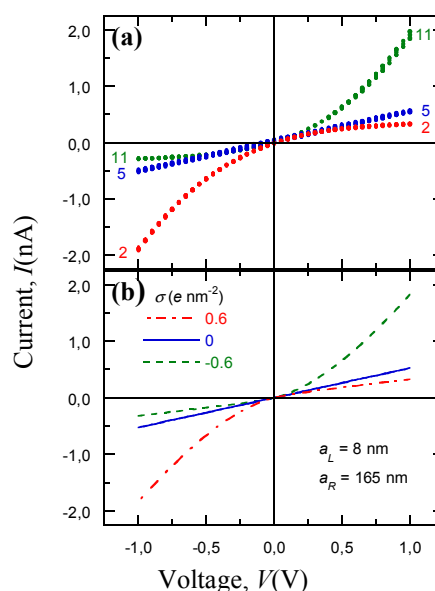 (a)
2,0
11
1,0
5
2
0,0
11
5
-1,0
2
-2,0
Current, I(nA)
(b)
σ (e nm-2)
0.6
0
-0.6
2,0
1,0
0,0
-1,0
-2,0
aL = 8 nm
aR = 165 nm
-1,0 -0,5 0,0 0,5 1,0
Voltage, V(V)